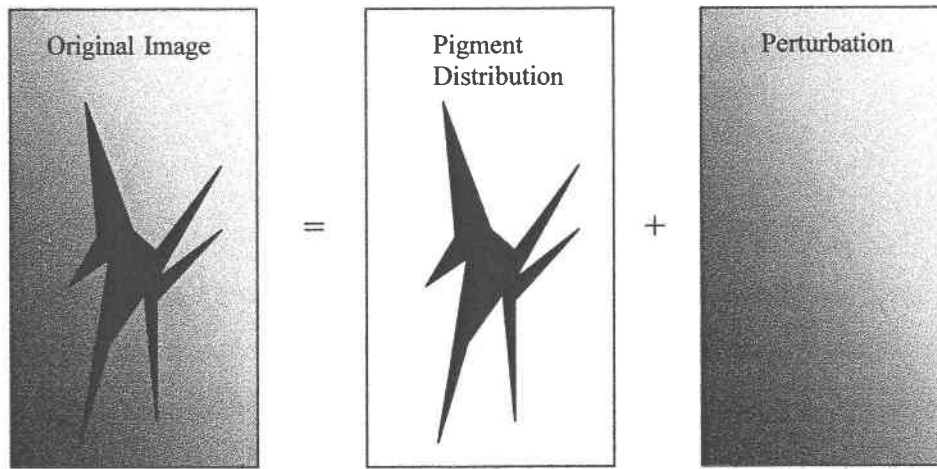 Original Image
Pigment
Distribution
Perturbation
=
+